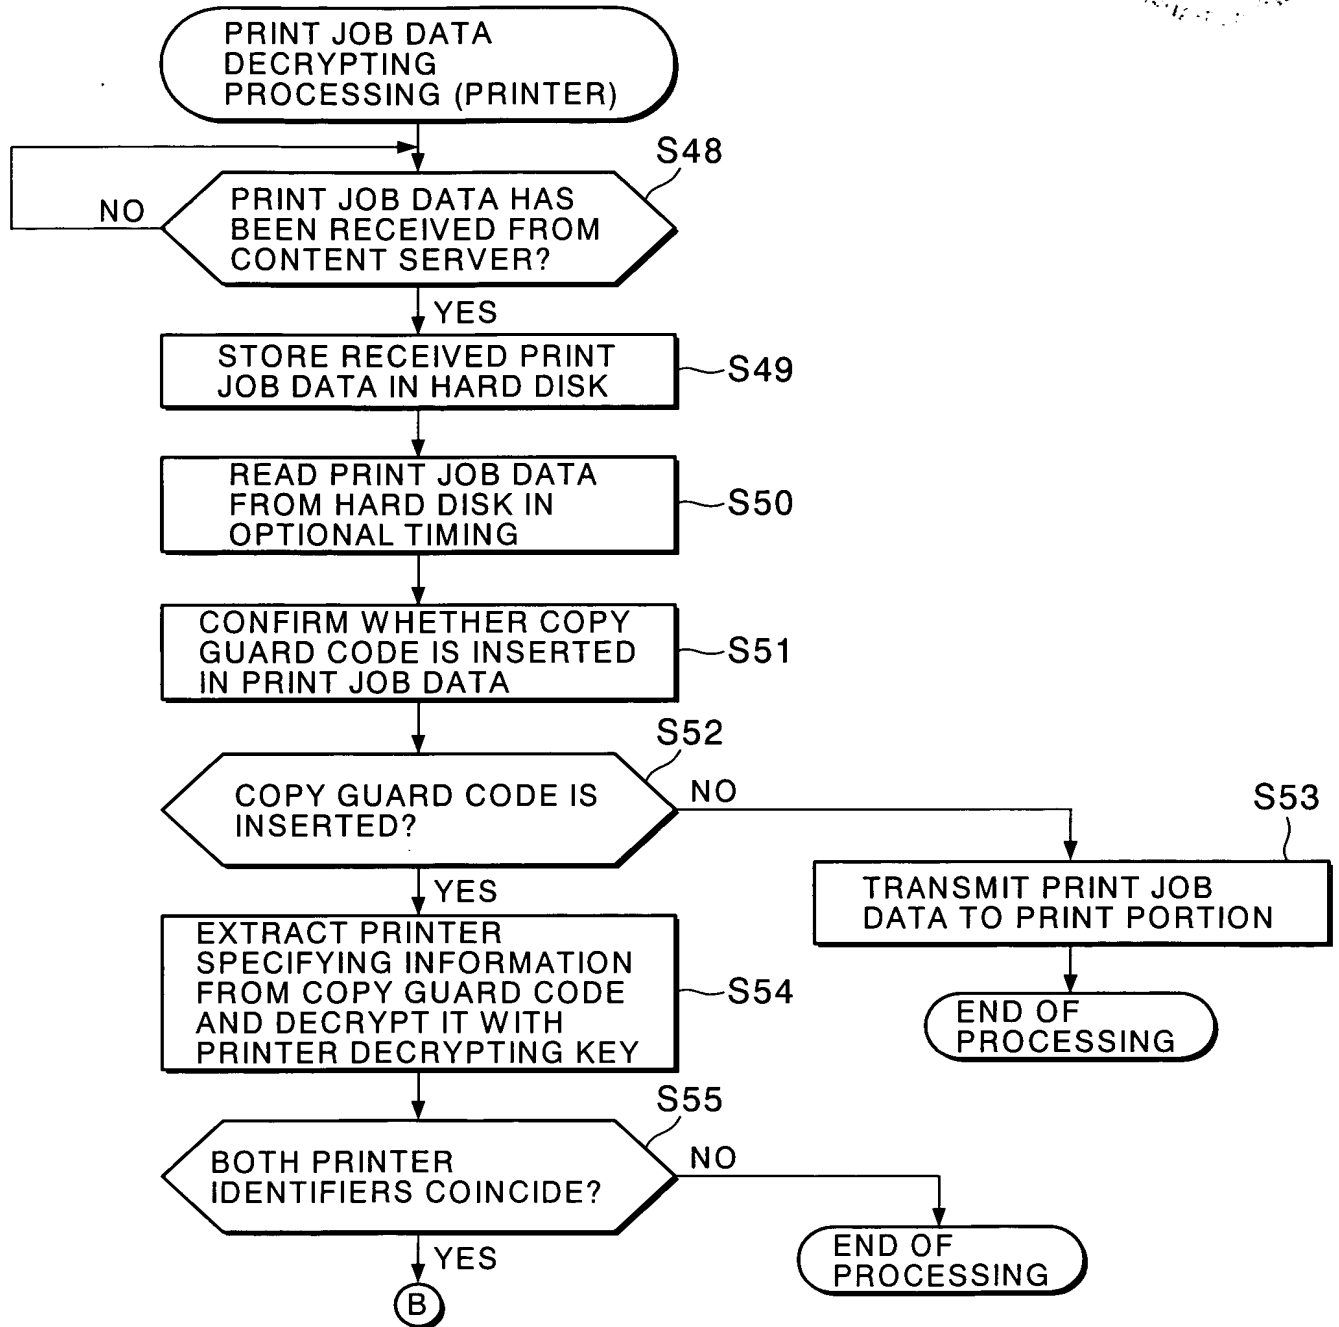 PRINT JOB DATA
DECRYPTING
PROCESSING (PRINTER)
S48
PRINT JOB DATA HAS
BEEN RECEIVED FROM
CONTENT SERVER?
NO
YES
STORE RECEIVED PRINT
JOB DATA IN HARD DISK
S49
READ PRINT JOB DATA
FROM HARD DISK IN
OPTIONAL TIMING
S50
CONFIRM WHETHER COPY
GUARD CODE IS INSERTED
IN PRINT JOB DATA
S51
S52
COPY GUARD CODE IS
INSERTED?
NO
YES
S53
TRANSMIT PRINT JOB
DATA TO PRINT PORTION
END OF
PROCESSING
EXTRACT PRINTER
SPECIFYING INFORMATION
FROM COPY GUARD CODE
AND DECRYPT IT WITH
PRINTER DECRYPTING KEY
S54
S55
BOTH PRINTER
IDENTIFIERS COINCIDE?
NO
YES
END OF
PROCESSING
B